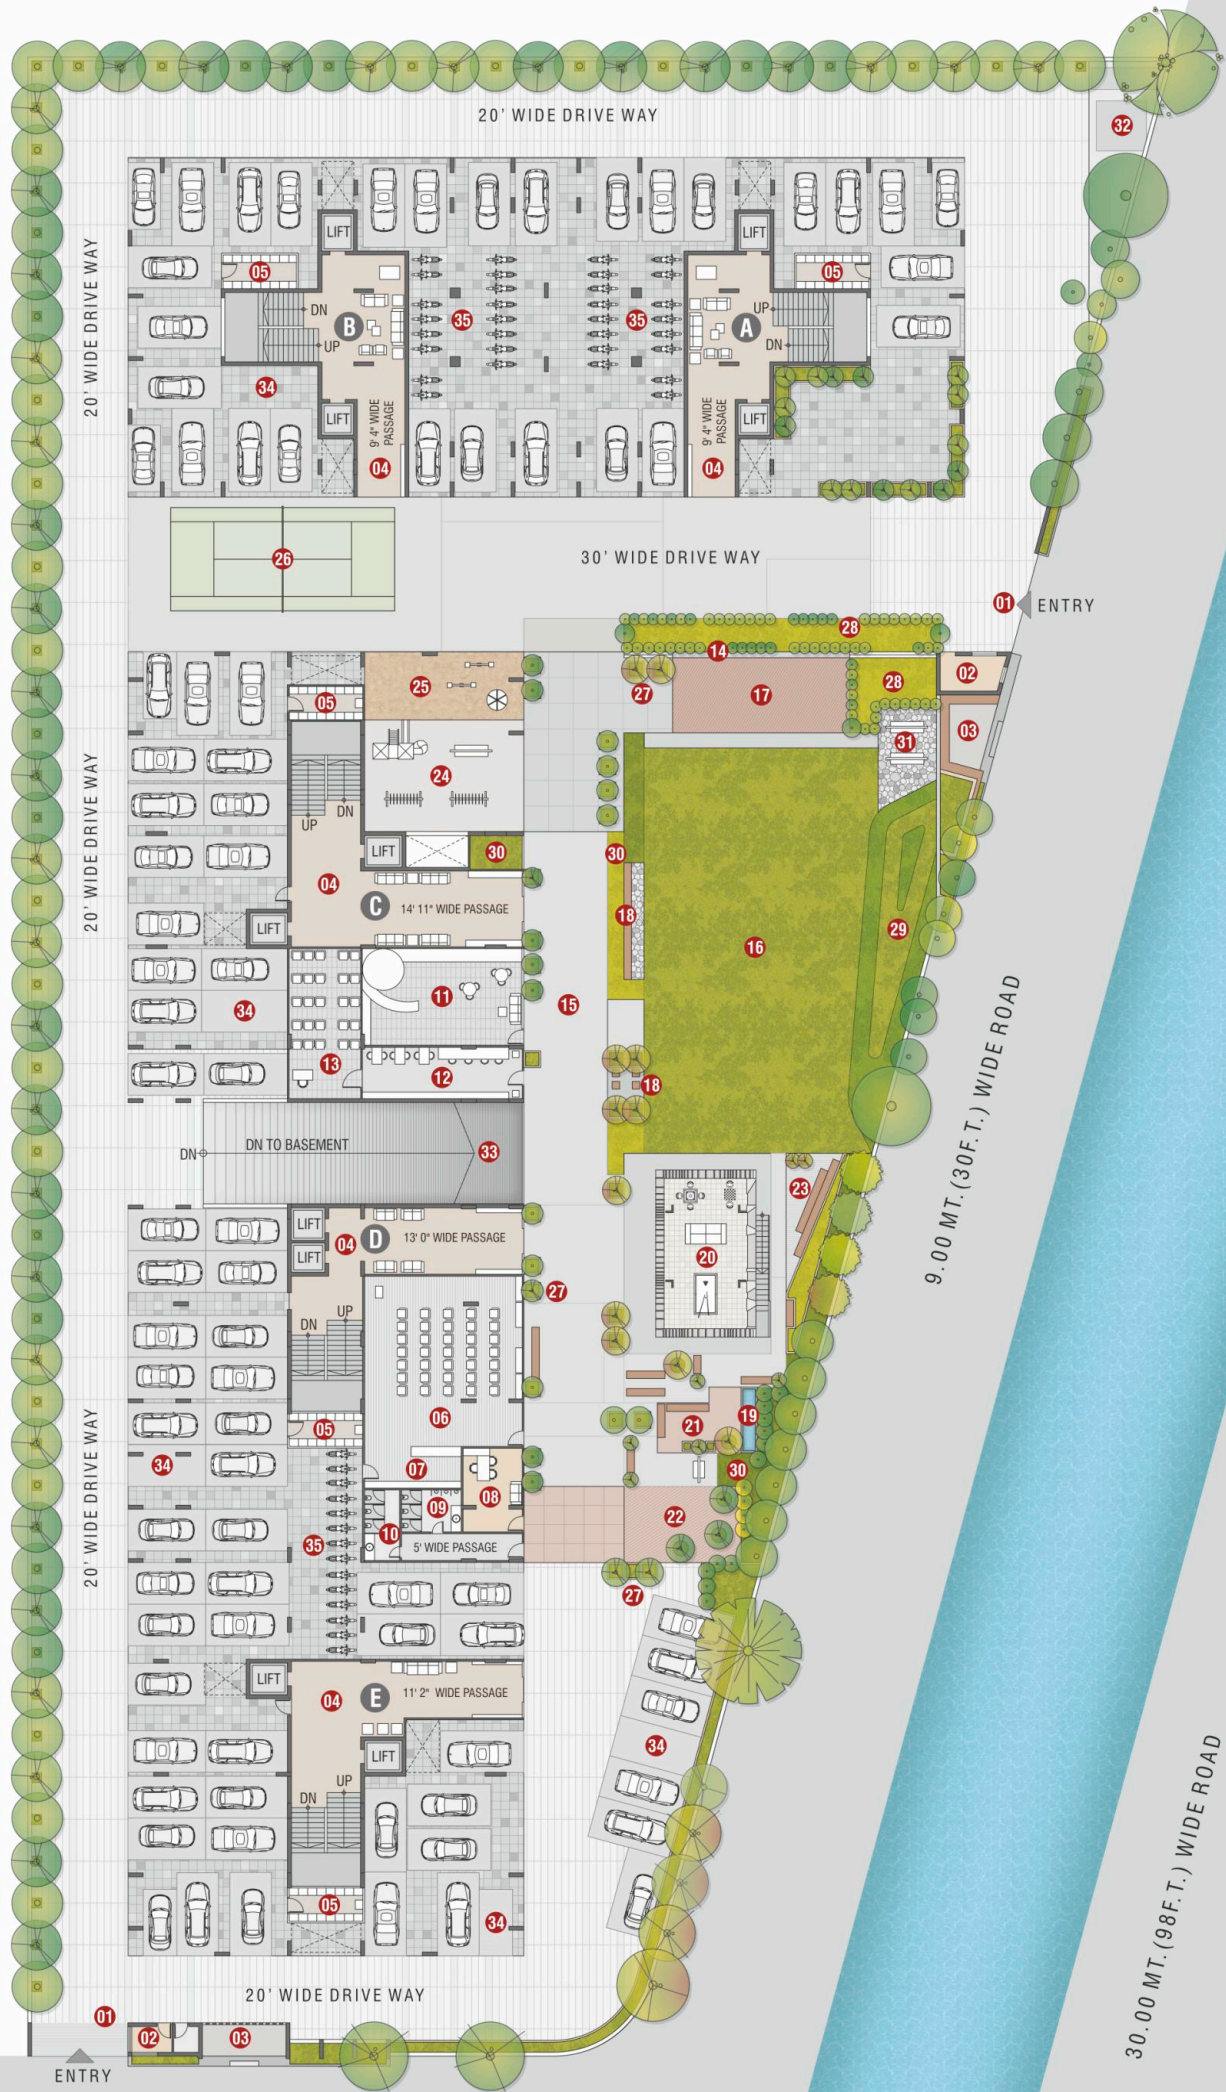 20' WIDE DRIVE WAY
32
20' WIDE DRIVE WAY
LIFT
LIFT
05
05
DN
B
UP
35
35
UP
A
DN
34
LIFT
9' 4" WIDE
PASSAGE
04
9' 4" WIDE
PASSAGE
04
LIFT
26
30' WIDE DRIVE WAY
01
ENTRY
28
14
25
27
17
28
02
05
03
31
24
20' WIDE DRIVE WAY
UP
DN
LIFT
30
30
04
C
14' 11" WIDE PASSAGE
18
29
LIFT
16
34
11
15
13
12
18
9.00 MT.(30F.T.) WIDE ROAD
DN
DN TO BASEMENT
33
23
LIFT
04
D
13' 0" WIDE PASSAGE
LIFT
20
27
DN
UP
20' WIDE DRIVE WAY
06
05
21
19
34
07
30
08
09
10
22
35
5' WIDE PASSAGE
27
LIFT
04
E
11' 2" WIDE PASSAGE
34
LIFT
UP
DN
05
34
30.00 MT.(98F.T.) WIDE ROAD
20' WIDE DRIVE WAY
01
02
03
ENTRY